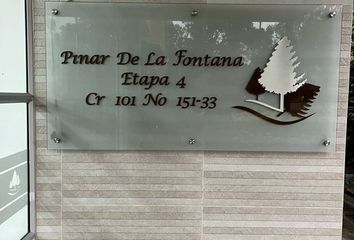 Pinar De La Fontana
Etapa 4
Cr 101 No 151-33